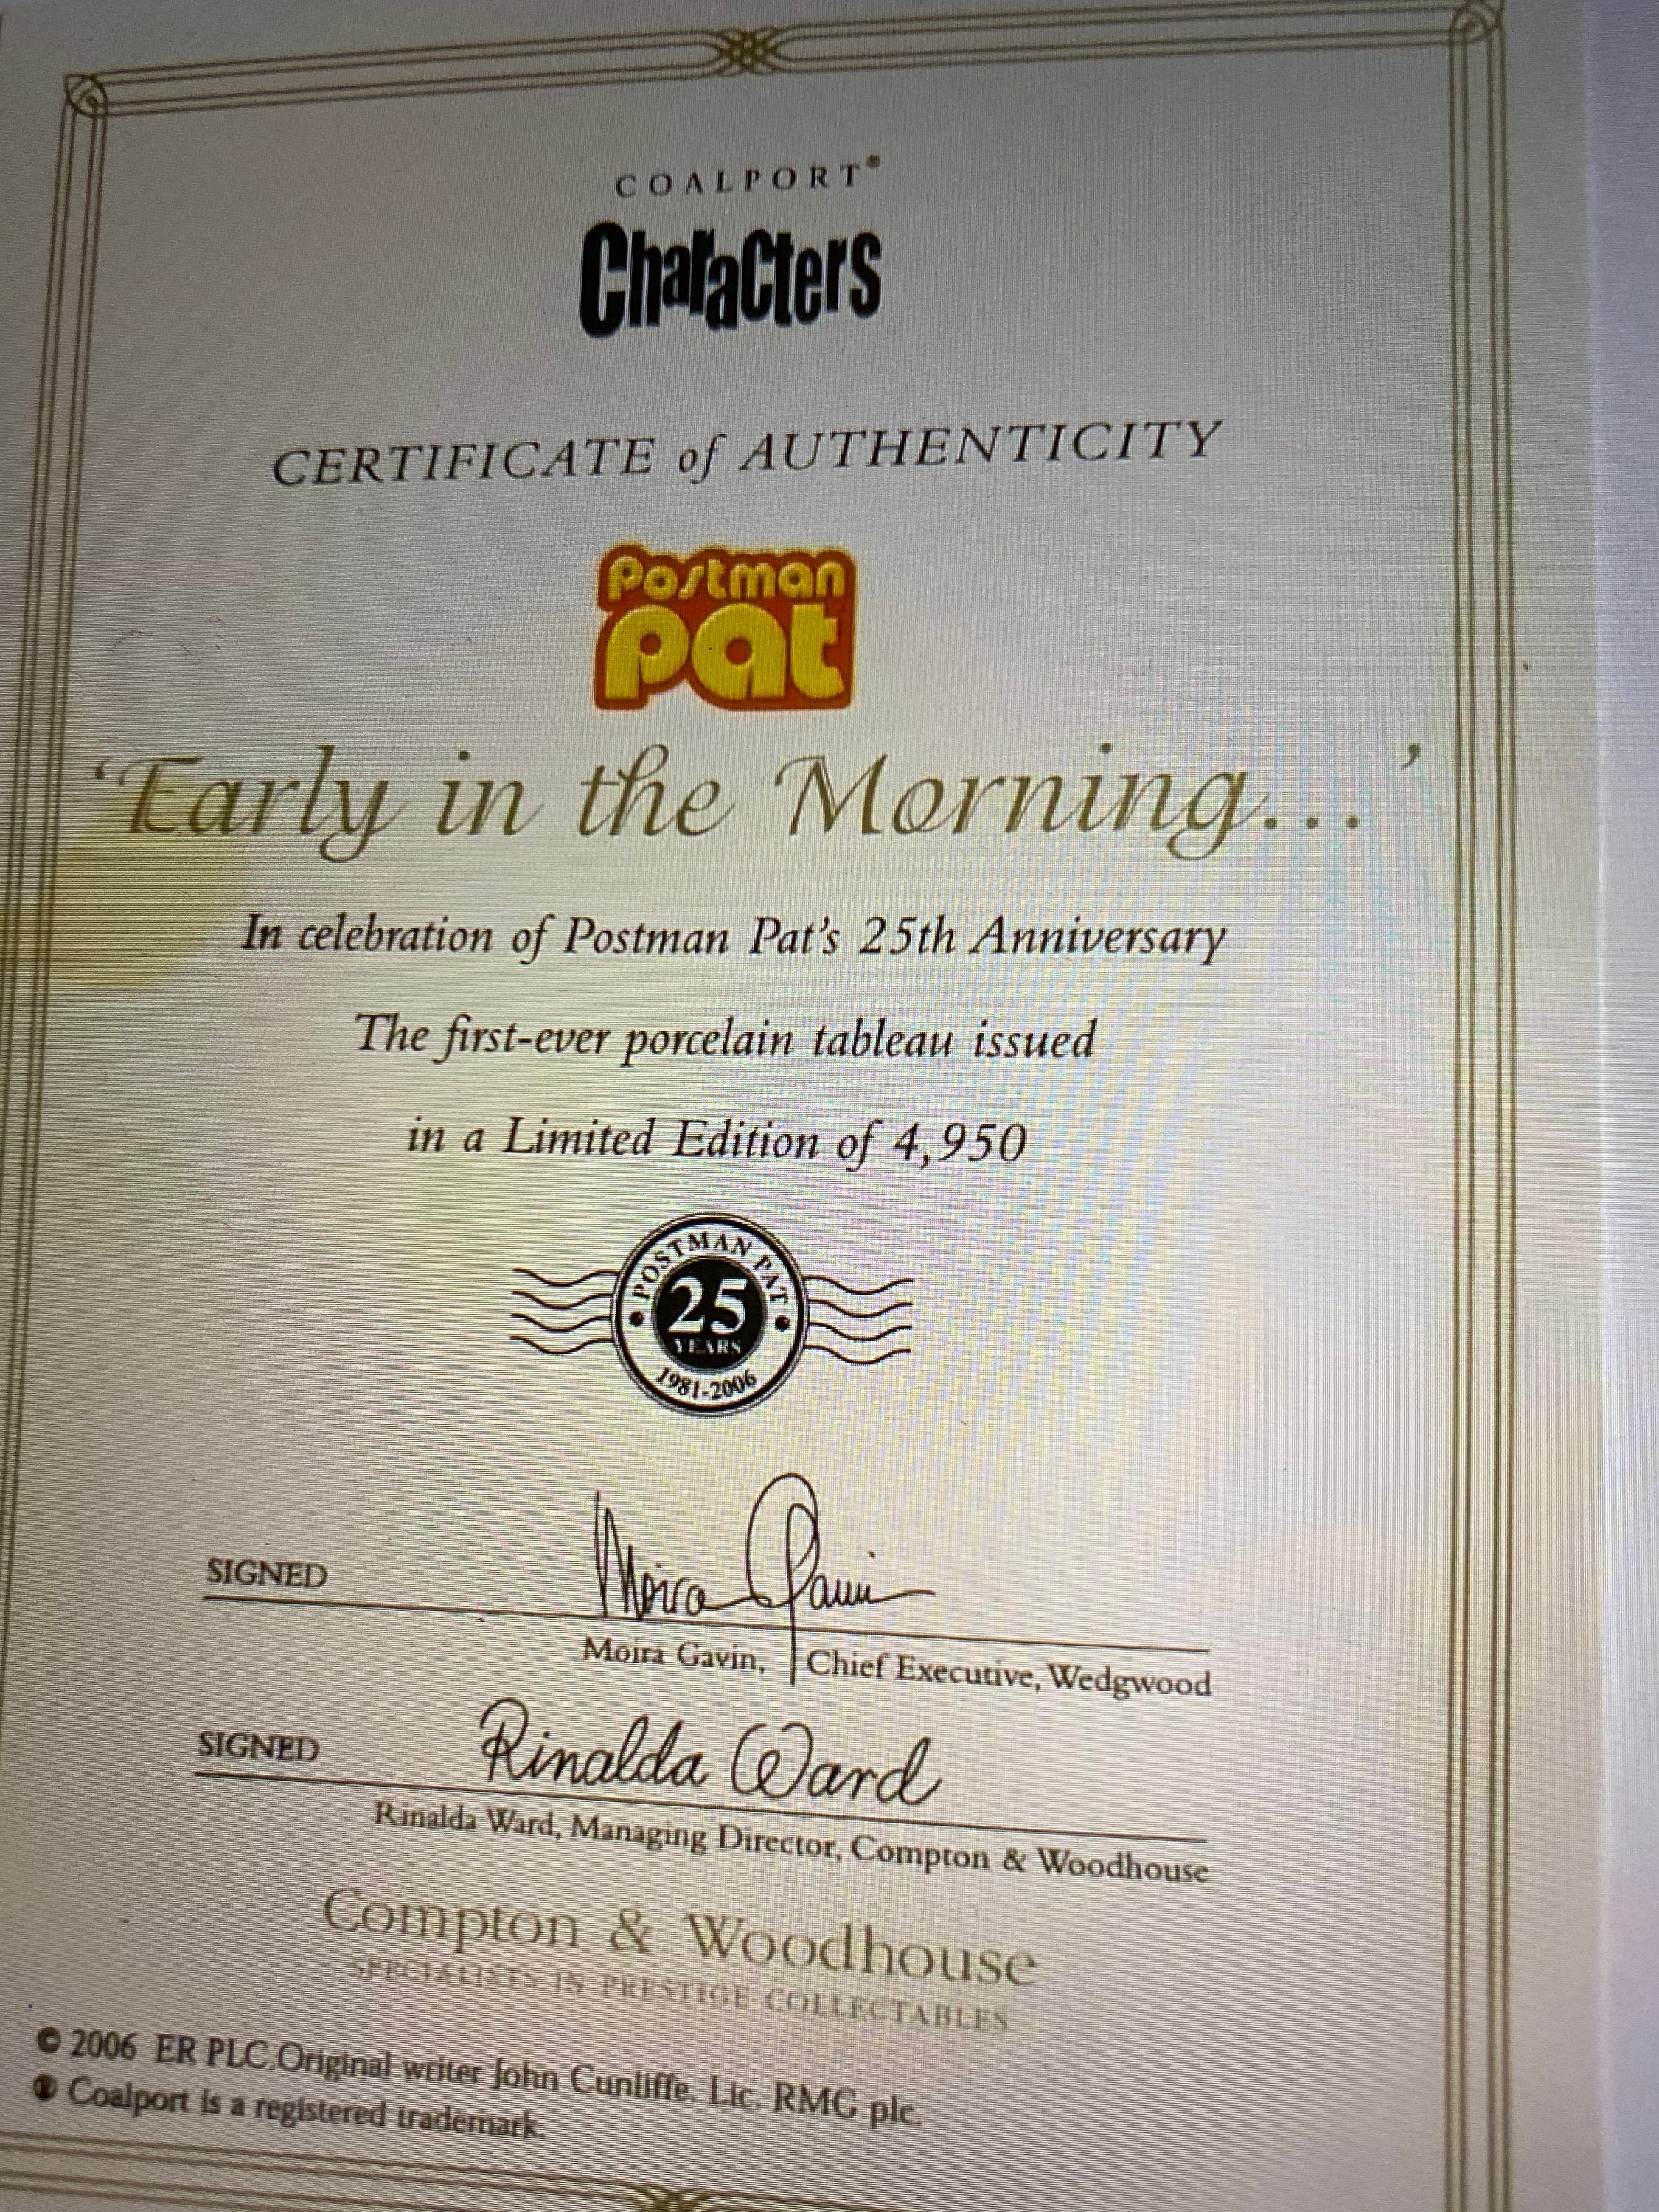 COALPORT®
Characters
CERTIFICATE of AUTHENTICITY
Postman
Pat
‘Early in the Morning...’
In celebration of Postman Pat's 25th Anniversary
The first-ever porcelain tableau issued
in a Limited Edition of 4,950
POSTMAN PAT
25
YEARS
1981-2006
SIGNED
Moira Gavin
Moira Gavin, Chief Executive, Wedgwood
SIGNED
Rinalda Ward
Rinalda Ward, Managing Director, Compton & Woodhouse
Compton & Woodhouse
SPECIALISTS IN PRESTIGE COLLECTABLES
© 2006 ER PLC.Original writer John Cunliffe. Lic. RMG plc.
® Coalport is a registered trademark.